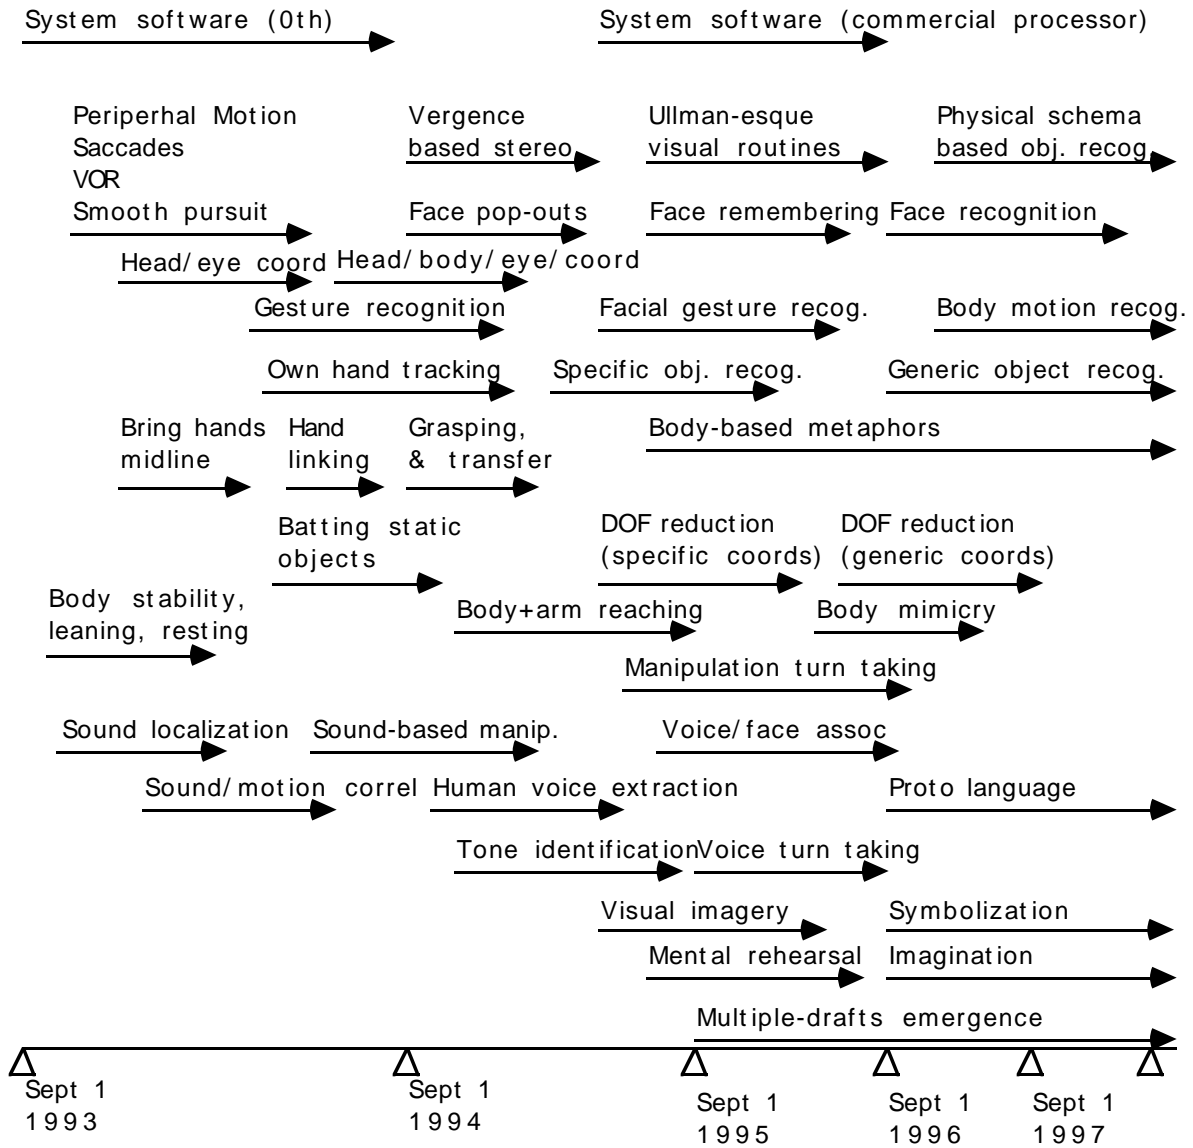 System software (0th)
System software (commercial processor)
Periperhal Motion
Saccades
VOR
Smooth pursuit
Vergence
based stereo
Ullman-esque
visual routines
Physical schema
based obj. recog
Face pop-outs
Face remembering
Face recognition
Head/eye coord
Head/body/eye/coord
Gesture recognition
Facial gesture recog.
Body motion recog.
Own hand tracking
Specific obj. recog.
Generic object recog.
Bring hands
midline
Hand
linking
Grasping,
& transfer
Body-based metaphors
Batting static
objects
DOF reduction
(specific coords)
DOF reduction
(generic coords)
Body stability,
leaning, resting
Body+arm reaching
Body mimicry
Manipulation turn taking
Sound localization
Sound-based manip.
Voice/face assoc
Sound/motion correl
Human voice extraction
Proto language
Tone identification
Voice turn taking
Visual imagery
Symbolization
Mental rehearsal
Imagination
Multiple-drafts emergence
Sept 1
1993
Sept 1
1994
Sept 1
1995
Sept 1
1996
Sept 1
1997